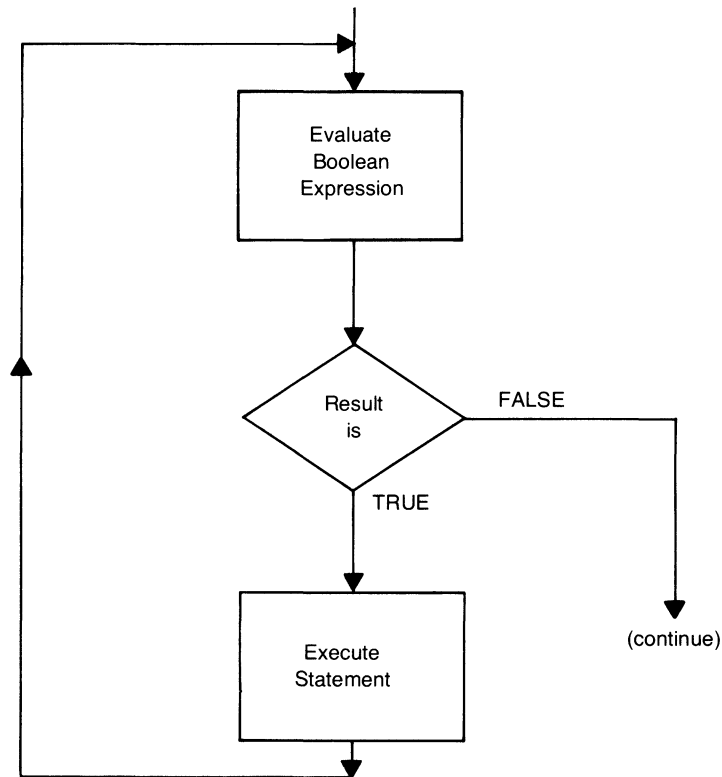 Evaluate
Boolean
Expression
Result
is
FALSE
TRUE
Execute
Statement
(continue)